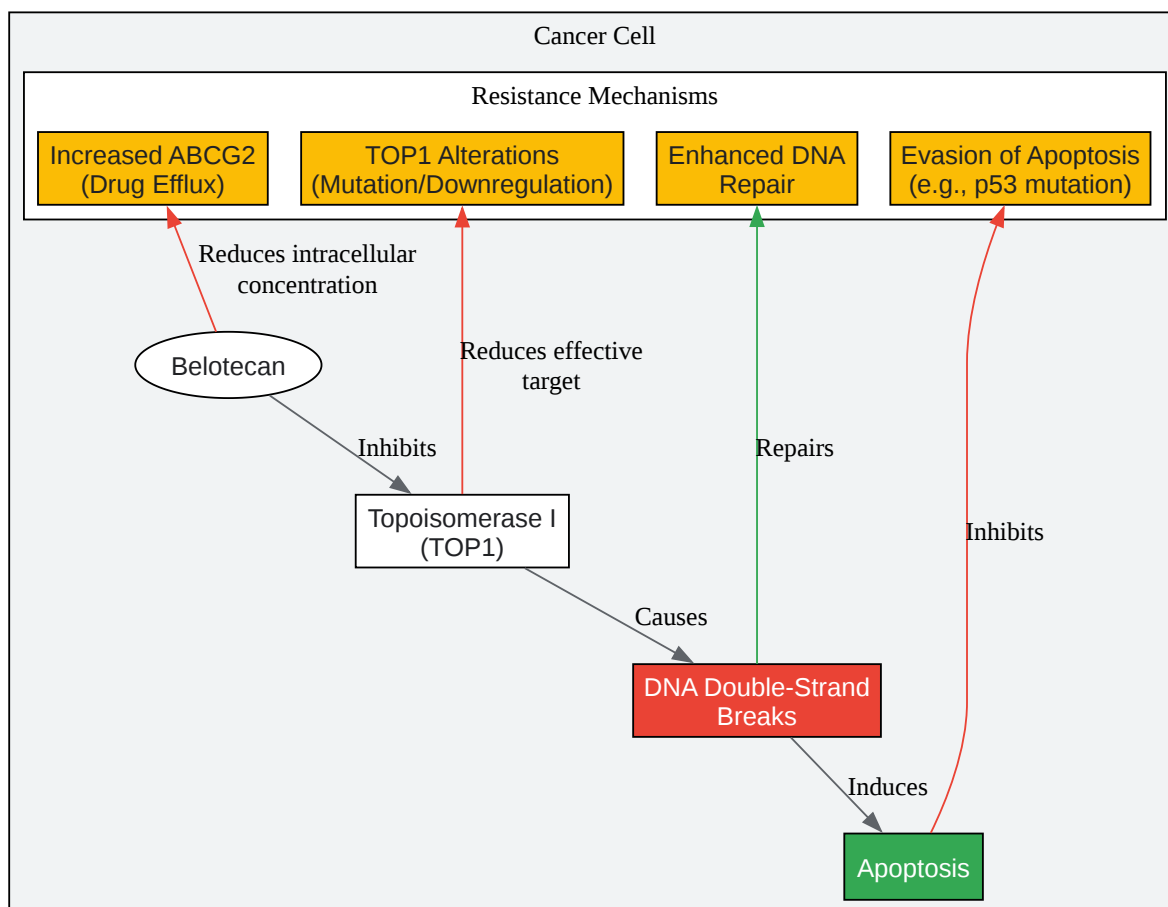 Cancer Cell
Resistance Mechanisms
Increased ABCG2
(Drug Efflux)
TOP1 Alterations
(Mutation/Downregulation)
Enhanced DNA
Repair
Evasion of Apoptosis
(e.g., p53 mutation)
Reduces intracellular
concentration
Belotecan
Reduces effective
target
Inhibits
Repairs
Topoisomerase I
(TOP1)
Inhibits
Causes
DNA Double-Strand
Breaks
Induces
Apoptosis